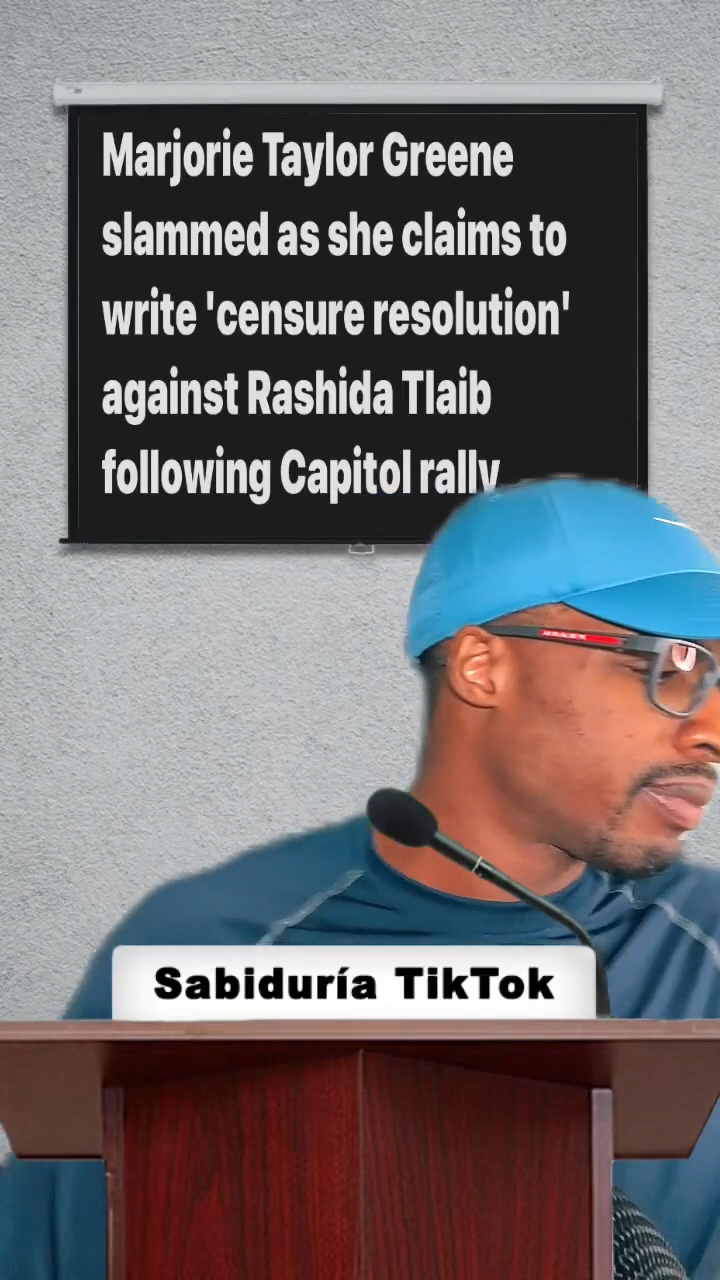 Marjorie Taylor Greene
slammed as she claims to
write 'censure resolution'
against Rashida Tlaib
following Capitol rally
Sabiduría TikTok